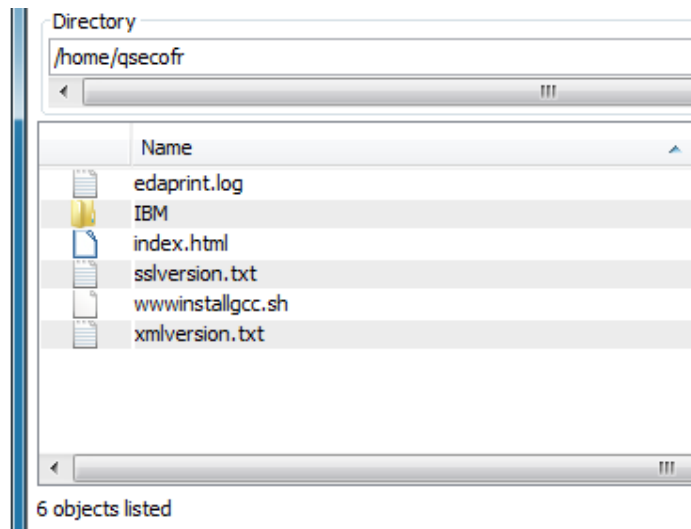 Directory
/home/qsecofr
Name
edaprint.log
IBM
index.html
sslversion.txt
wwwinstallgcc.sh
xmlversion.txt
6 objects listed